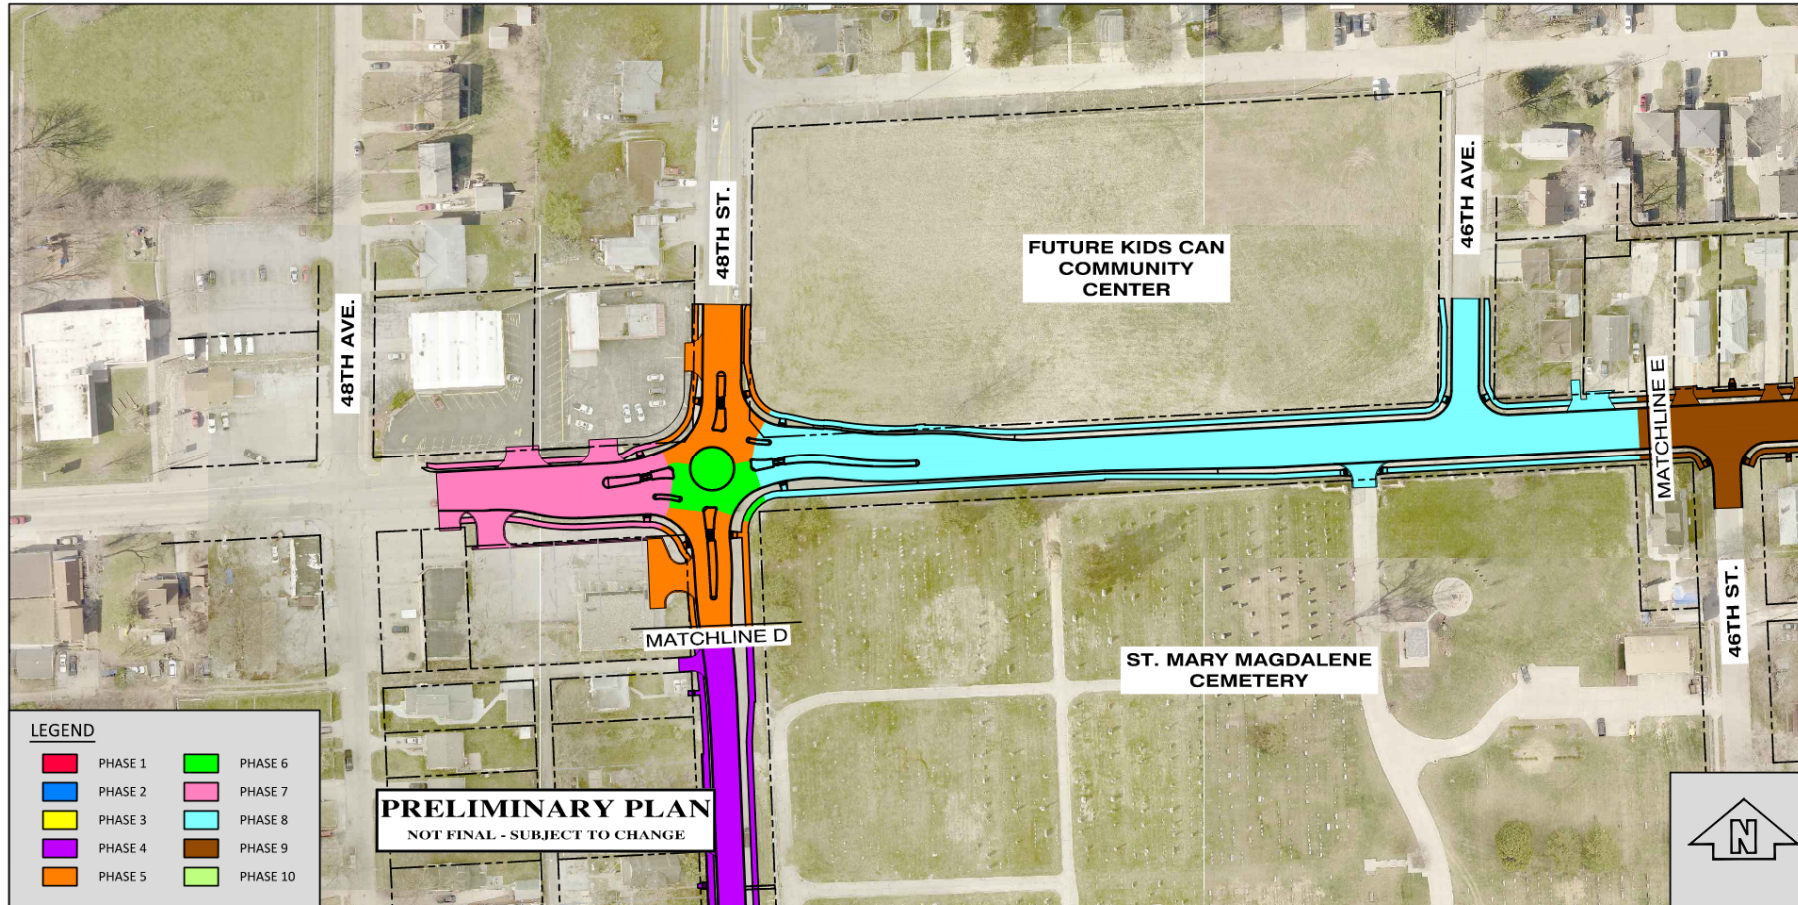 48TH ST.
46TH AVE.
FUTURE KIDS CAN
COMMUNITY
CENTER
48TH AVE.
MATCHLINE E
46TH ST.
MATCHLINE D
ST. MARY MAGDALENE
CEMETERY
LEGEND
PHASE 1
PHASE 2
PHASE 3
PHASE 4
PHASE 5
PHASE 6
PHASE 7
PHASE 8
PHASE 9
PHASE 10
PRELIMINARY PLAN
NOT FINAL - SUBJECT TO CHANGE
N